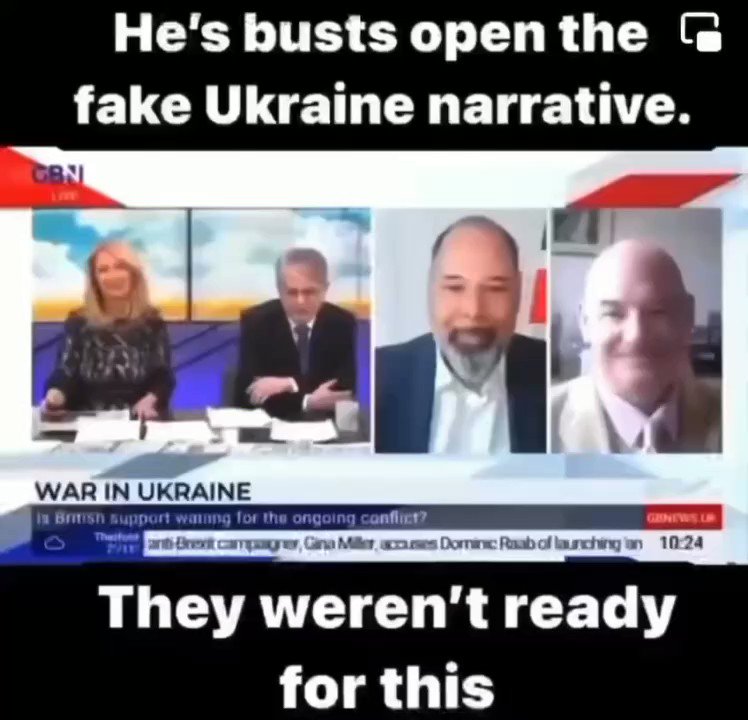 He's busts open the
fake Ukraine narrative.
GBN
LIVE
WAR IN UKRAINE
Is British support waning for the ongoing conflict?
GBNEWS.UK
anti-Brexit campaigner, Gina Miller, accuses Dominic Raab of launching 'an
10:24
They weren't ready
for this